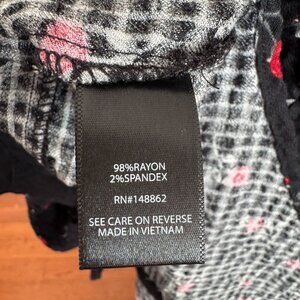 98%RAYON
2%SPANDEX
RN#148862
SEE CARE ON REVERSE
MADE IN VIETNAM